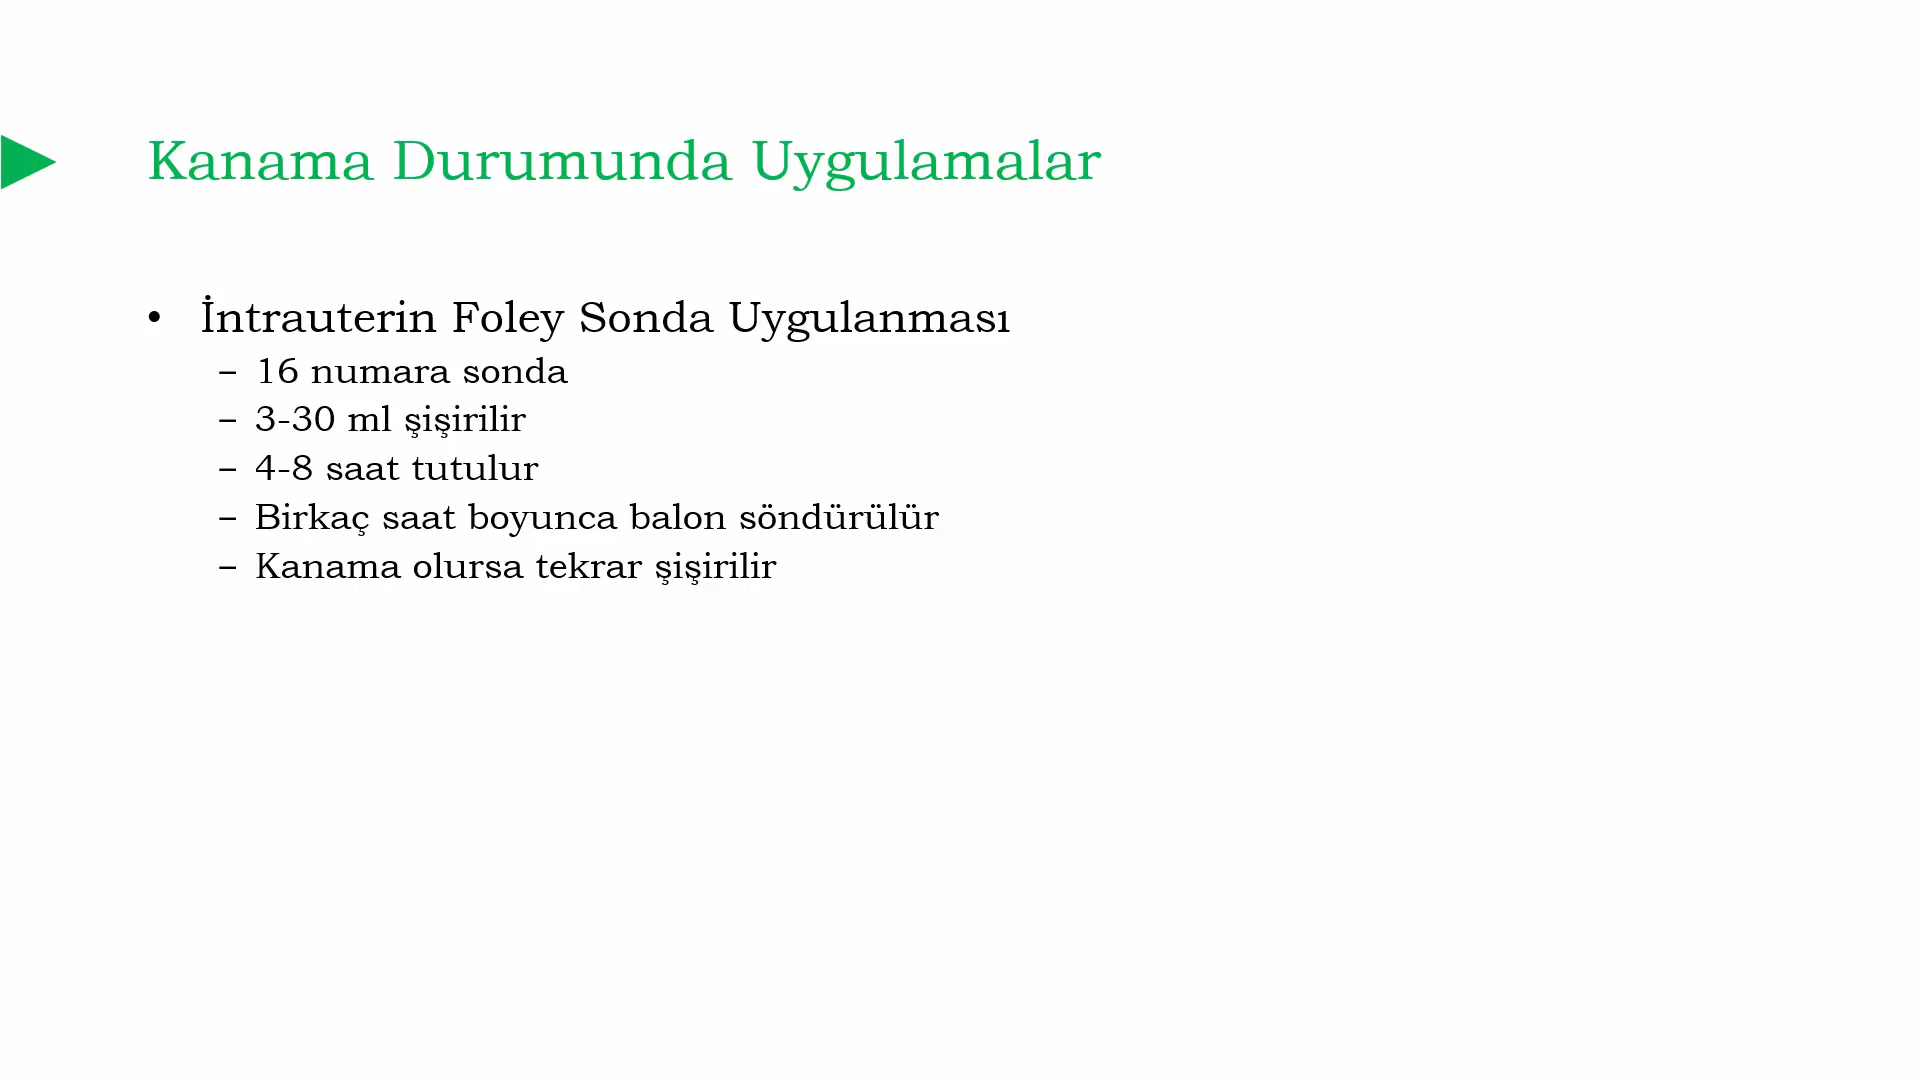 Kanama Durumunda Uygulamalar
• İntrauterin Foley Sonda Uygulanması
– 16 numara sonda
– 3-30 ml şişirilir
– 4-8 saat tutulur
– Birkaç saat boyunca balon söndürülür
– Kanama olursa tekrar şişirilir